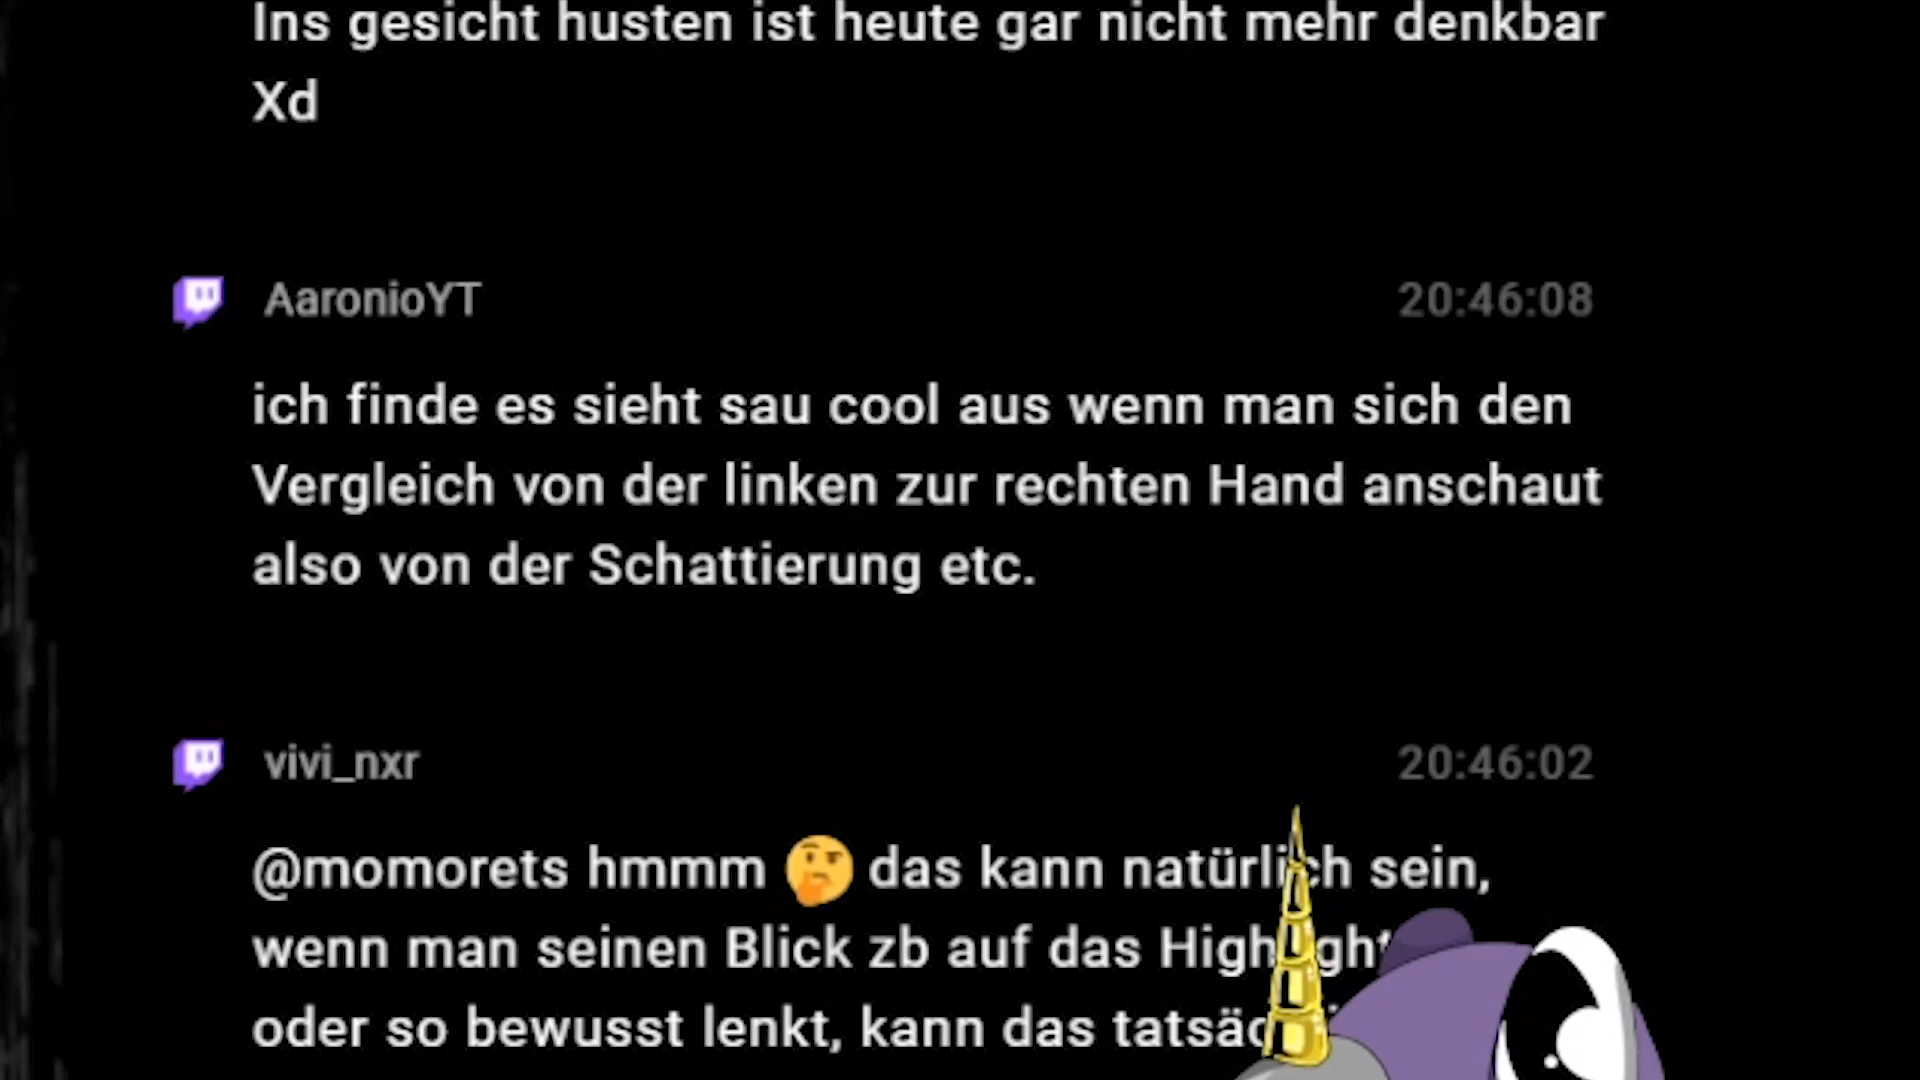 Ins gesicht husten ist heute gar nicht mehr denkbar
Xd
AaronioYT 20:46:08
ich finde es sieht sau cool aus wenn man sich den
Vergleich von der linken zur rechten Hand anschaut
also von der Schattierung etc.
vivi_nxr 20:46:02
@momorets hmmm 🤔 das kann natürlich sein,
wenn man seinen Blick zb auf das
oder so bewusst lenkt, kann das